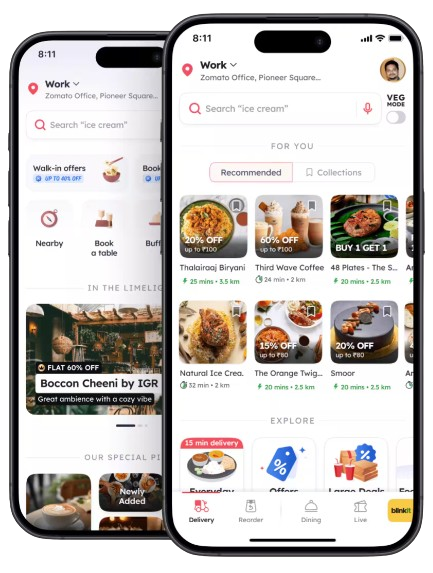 8:11
Work
Zomato Office, Pioneer Square...
Search “ice cream”
Walk-in offers
UP TO 40% OFF
Book
Nearby
Book
a table
Buff
IN THE LIMELIG
FLAT 60% OFF
Boccon Cheeni by IGR
Great ambience with a cozy vibe
OUR SPECIAL PI
Newly
Added
8:11
Work
Zomato Office, Pioneer Square...
Search “ice cream”
VEG
MODE
FOR YOU
Recommended
Collections
20% OFF
up to ₹100
Thalairaaj Biryani
25 mins • 3.5 km
60% OFF
up to ₹100
Third Wave Coffee
24 min • 2 km
BUY 1 GET 1
48 Plates - The S...
20 mins • 2.5 km
Natural Ice Crea.
32 min • 2 km
15% OFF
up to ₹80
The Orange Twig...
20 mins • 2.5 km
20% OFF
up to ₹80
Smoor
20 mins • 2.5 km
EXPLORE
15 min delivery
Everyday
Offers
Large Deals
Delivery
Reorder
Dining
Live
blinkit